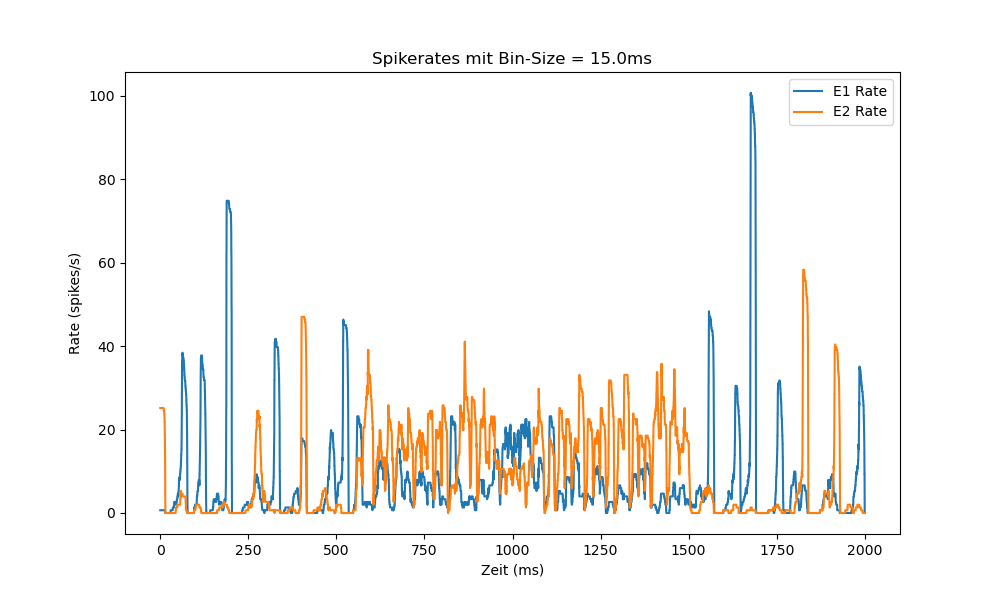 Spikerates mit Bin-Size = 15.0ms
E1 Rate
E2 Rate
Rate (spikes/s)
100
80
60
40
20
0
0 250 500 750 1000 1250 1500 1750 2000
Zeit (ms)